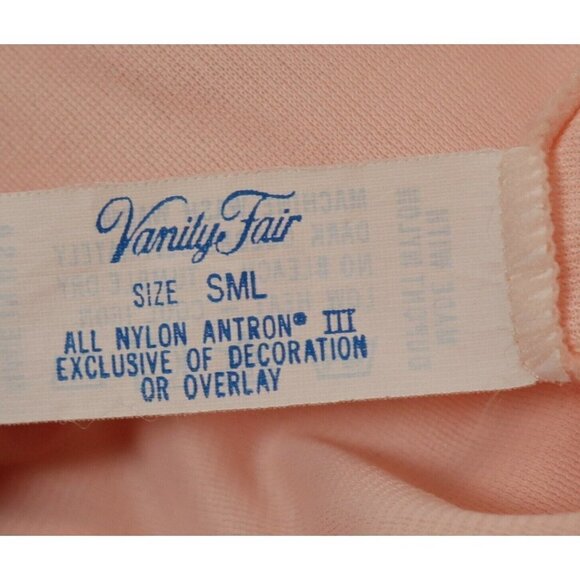 Vanity Fair
SIZE SML
ALL NYLON ANTRON® III
EXCLUSIVE OF DECORATION
OR OVERLAY